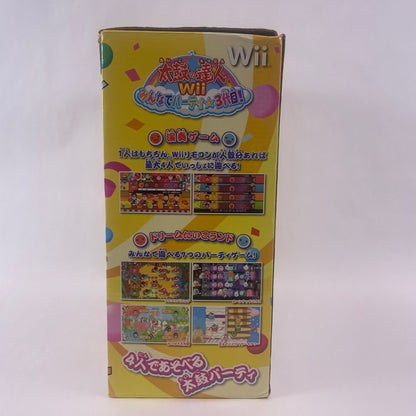 Wii
太鼓の達人
Wii
みんなでパーティ☆3代目!
演奏ゲーム
1人はもちろん、Wiiリモコンが人数分あれば
最大4人でいっしょに遊べる!
ドリームたいこランド
みんなで遊べる7つのパーティゲーム!
4人であそべる
太鼓パーティ